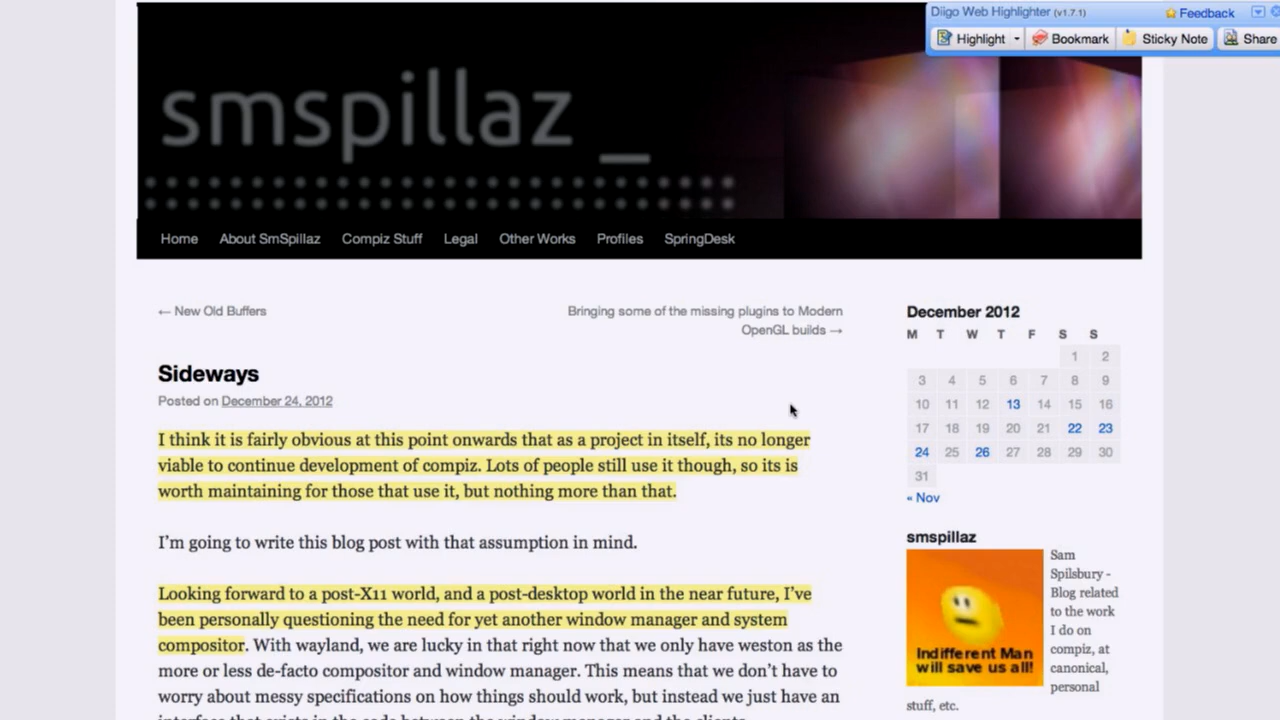 Diigo Web Highlighter (v1.7.1)
Feedback
Highlight
Bookmark
Sticky Note
Share
smspillaz _
Home
About SmSpillaz
Compiz Stuff
Legal
Other Works
Profiles
SpringDesk
← New Old Buffers
Bringing some of the missing plugins to Modern
OpenGL builds →
Sideways
Posted on December 24, 2012
I think it is fairly obvious at this point onwards that as a project in itself, its no longer
viable to continue development of compiz. Lots of people still use it though, so its is
worth maintaining for those that use it, but nothing more than that.
I'm going to write this blog post with that assumption in mind.
Looking forward to a post-X11 world, and a post-desktop world in the near future, I've
been personally questioning the need for yet another window manager and system
compositor. With wayland, we are lucky in that right now that we only have weston as the
more or less de-facto compositor and window manager. This means that we don't have to
worry about messy specifications on how things should work, but instead we just have an
interface that exists in the code between the window manager and the clients.
December 2012
M T W T F S S
1 2
3 4 5 6 7 8 9
10 11 12 13 14 15 16
17 18 19 20 21 22 23
24 25 26 27 28 29 30
31
« Nov
smspillaz
Indifferent Man
will save us all!
Sam
Spilsbury -
Blog related
to the work
I do on
compiz, at
canonical,
personal
stuff, etc.